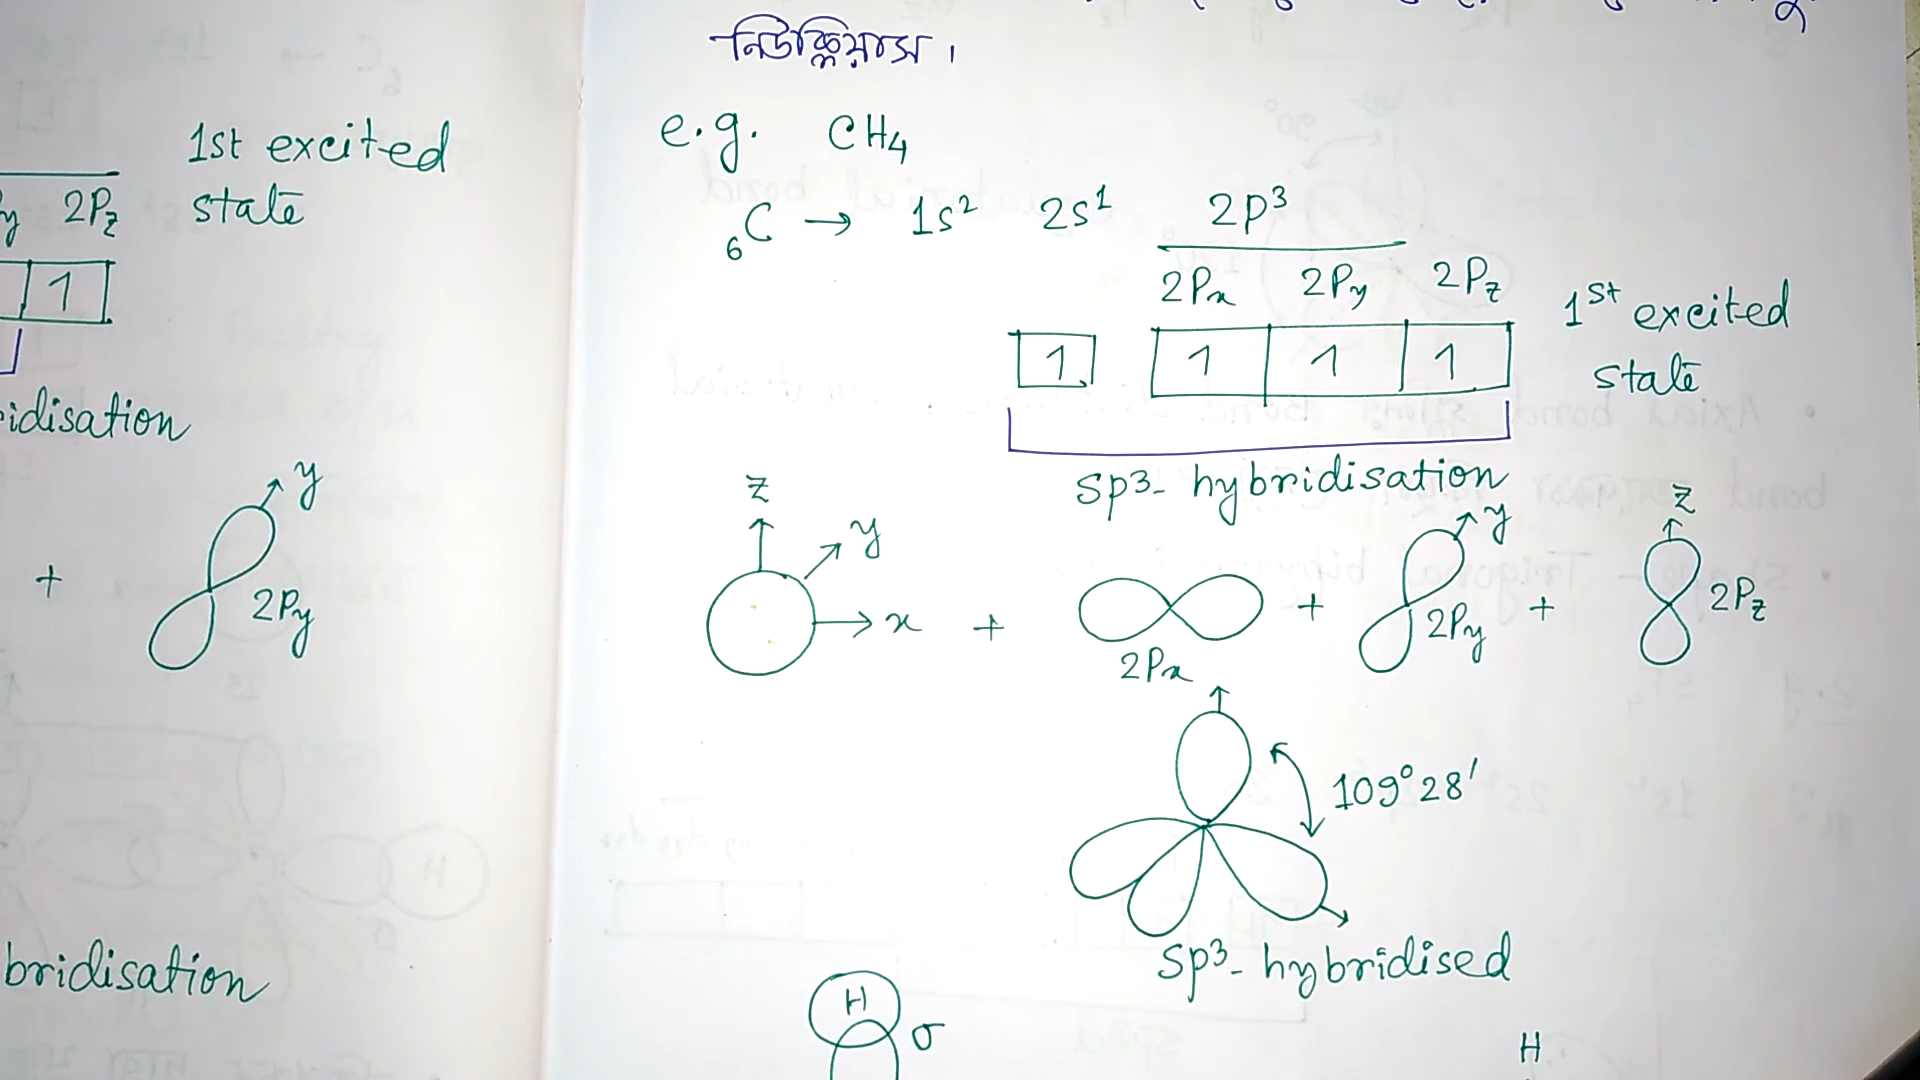 নিউক্লিয়াস।
e.g. CH4
6C → 1s² 2s¹ 2p³
2Px 2Py 2Pz
1 1 1 1
1st excited
state
sp3- hybridisation
z y x + 2Px + y 2Py + z 2Pz
109°28'
sp3- hybridised
H σ
H
1st excited
state
y 2Pz
1
idisation
+ y 2Py
bridisation